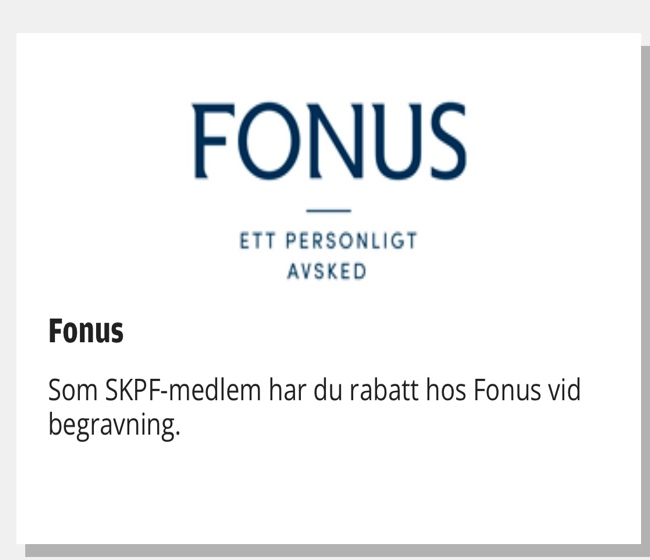 FONUS
ETT PERSONLIGT
AVSKED
Fonus
Som SKPF-medlem har du rabatt hos Fonus vid
begravning.